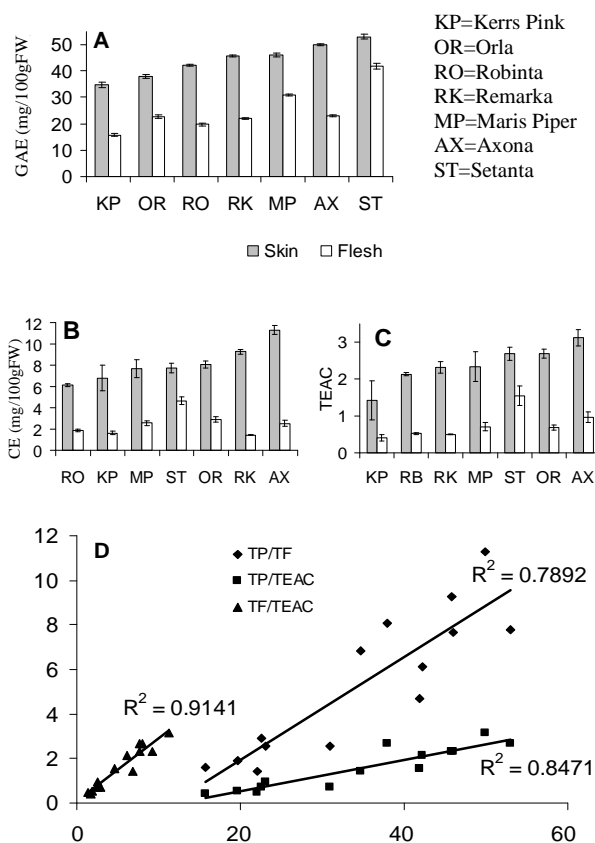 A
GAE (mg/100gFW)
50
40
30
20
10
0
KP OR RO RK MP AX ST
KP=Kerrs Pink
OR=Orla
RO=Robinta
RK=Remarka
MP=Maris Piper
AX=Axona
ST=Setanta
Skin Flesh
B
CE (mg/100gFW)
12
10
8
6
4
2
0
RO KP MP ST OR RK AX
C
TEAC
3
2
1
0
KP RB RK MP ST OR AX
D
12
10
8
6
4
2
0
TP/TF
TP/TEAC
TF/TEAC
R² = 0.7892
R² = 0.9141
R² = 0.8471
0 20 40 60